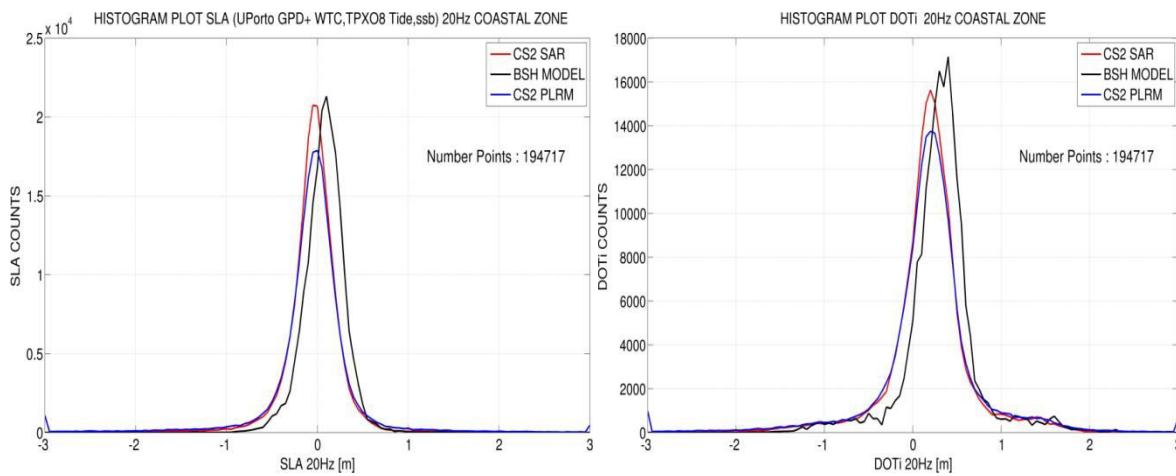 HISTOGRAM PLOT SLA (UPorto GPD+ WTC,TPXO8 Tide,ssb) 20Hz COASTAL ZONE
x 10^4
2.5
2
1.5
1
0.5
0
SLA COUNTS
CS2 SAR
BSH MODEL
CS2 PLRM
Number Points : 194717
-3 -2 -1 0 1 2 3
SLA 20Hz [m]
HISTOGRAM PLOT DOTi 20Hz COASTAL ZONE
18000
16000
14000
12000
10000
8000
6000
4000
2000
0
DOTi COUNTS
CS2 SAR
BSH MODEL
CS2 PLRM
Number Points : 194717
-3 -2 -1 0 1 2 3
DOTi 20Hz [m]